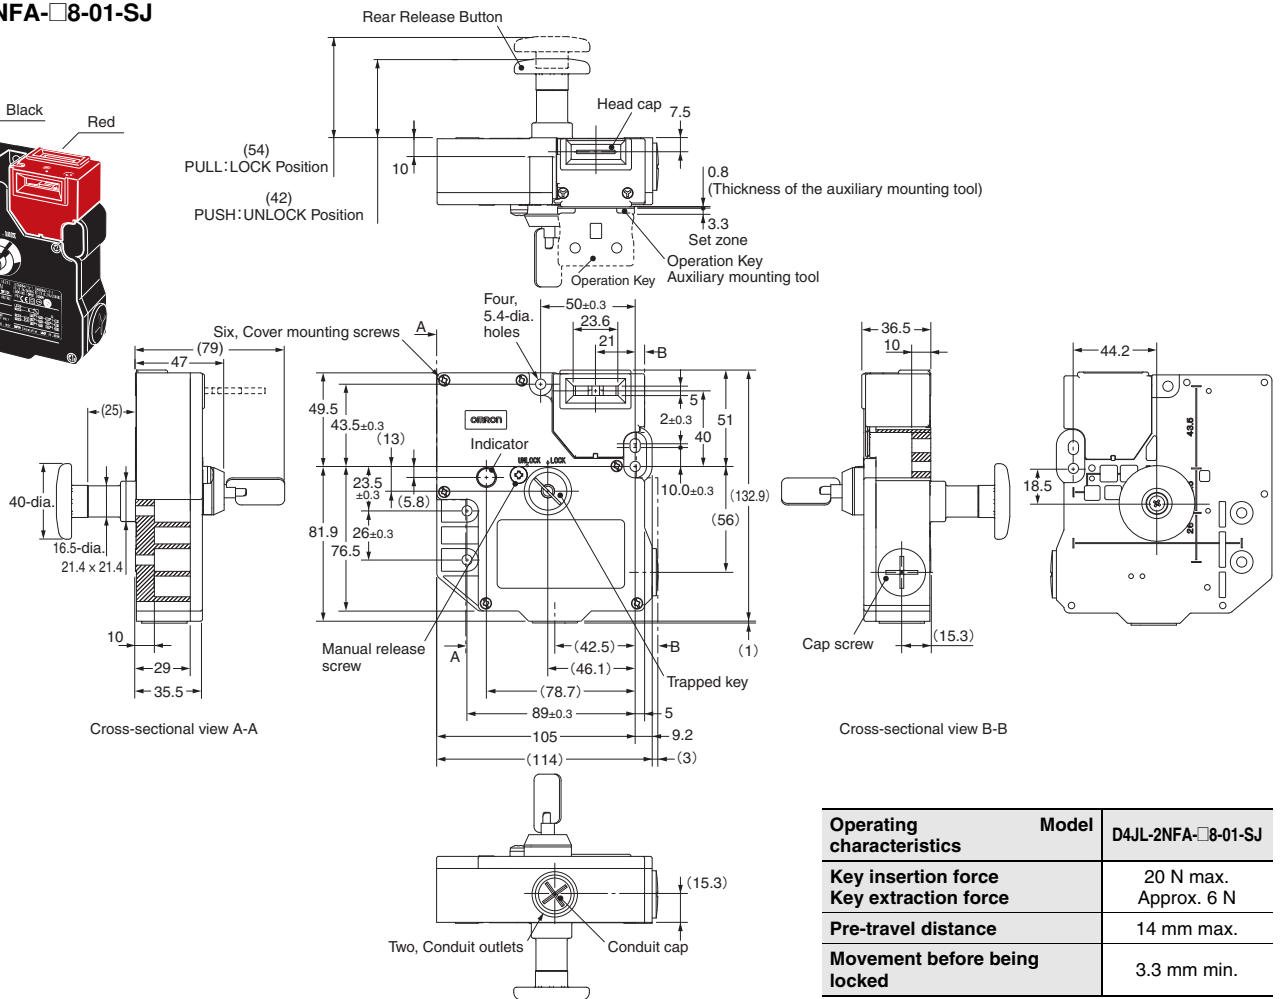 NFA-□8-01-SJ
Rear Release Button
Black
Red
Head cap
7.5
(54)
PULL:LOCK Position
10
(42)
PUSH:UNLOCK Position
0.8
(Thickness of the auxiliary mounting tool)
3.3
Set zone
Operation Key
Auxiliary mounting tool
Operation Key
Four,
5.4-dia.
holes
50±0.3
23.6
21
A
B
Six, Cover mounting screws
(79)
47
(25)
40-dia.
16.5-dia.
21.4 x 21.4
10
29
35.5
Cross-sectional view A-A
49.5
43.5±0.3
(13)
OMRON
Indicator
UNLOCK
LOCK
23.5
±0.3
(5.8)
26±0.3
81.9
76.5
5
2±0.3
40
51
10.0±0.3
(132.9)
(56)
(1)
Manual release
screw
A
B
(42.5)
(46.1)
Trapped key
(78.7)
89±0.3
5
105
9.2
(114)
(3)
36.5
10
Cap screw
(15.3)
Cross-sectional view B-B
44.2
18.5
43.5
26
(15.3)
Two, Conduit outlets
Conduit cap
Operating Model
characteristics
D4JL-2NFA-□8-01-SJ
Key insertion force
20 N max.
Key extraction force
Approx. 6 N
Pre-travel distance
14 mm max.
Movement before being
locked
3.3 mm min.